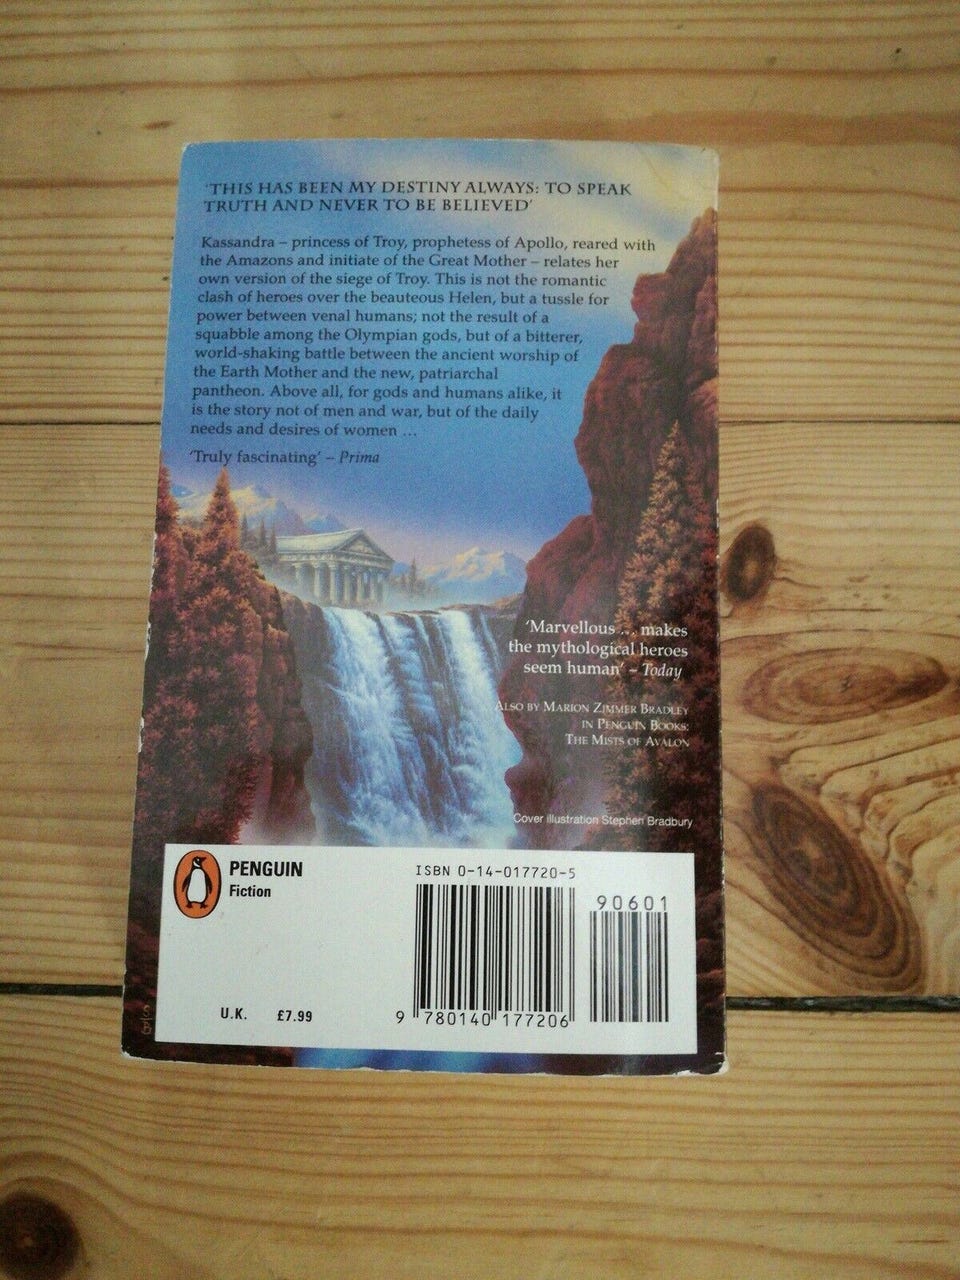 ‘THIS HAS BEEN MY DESTINY ALWAYS: TO SPEAK
TRUTH AND NEVER TO BE BELIEVED’
Kassandra – princess of Troy, prophetess of Apollo, reared with
the Amazons and initiate of the Great Mother – relates her
own version of the siege of Troy. This is not the romantic
clash of heroes over the beauteous Helen, but a tussle for
power between venal humans; not the result of a
squabble among the Olympian gods, but of a bitterer,
world-shaking battle between the ancient worship of
the Earth Mother and the new, patriarchal
pantheon. Above all, for gods and humans alike, it
is the story not of men and war, but of the daily
needs and desires of women ...
‘Truly fascinating’ – Prima
‘Marvellous ... makes
the mythological heroes
seem human’ – Today
ALSO BY MARION ZIMMER BRADLEY
IN PENGUIN BOOKS:
THE MISTS OF AVALON
Cover illustration Stephen Bradbury
PENGUIN
Fiction
ISBN 0-14-017720-5
90601
9 780140 177206
U.K. £7.99
SB